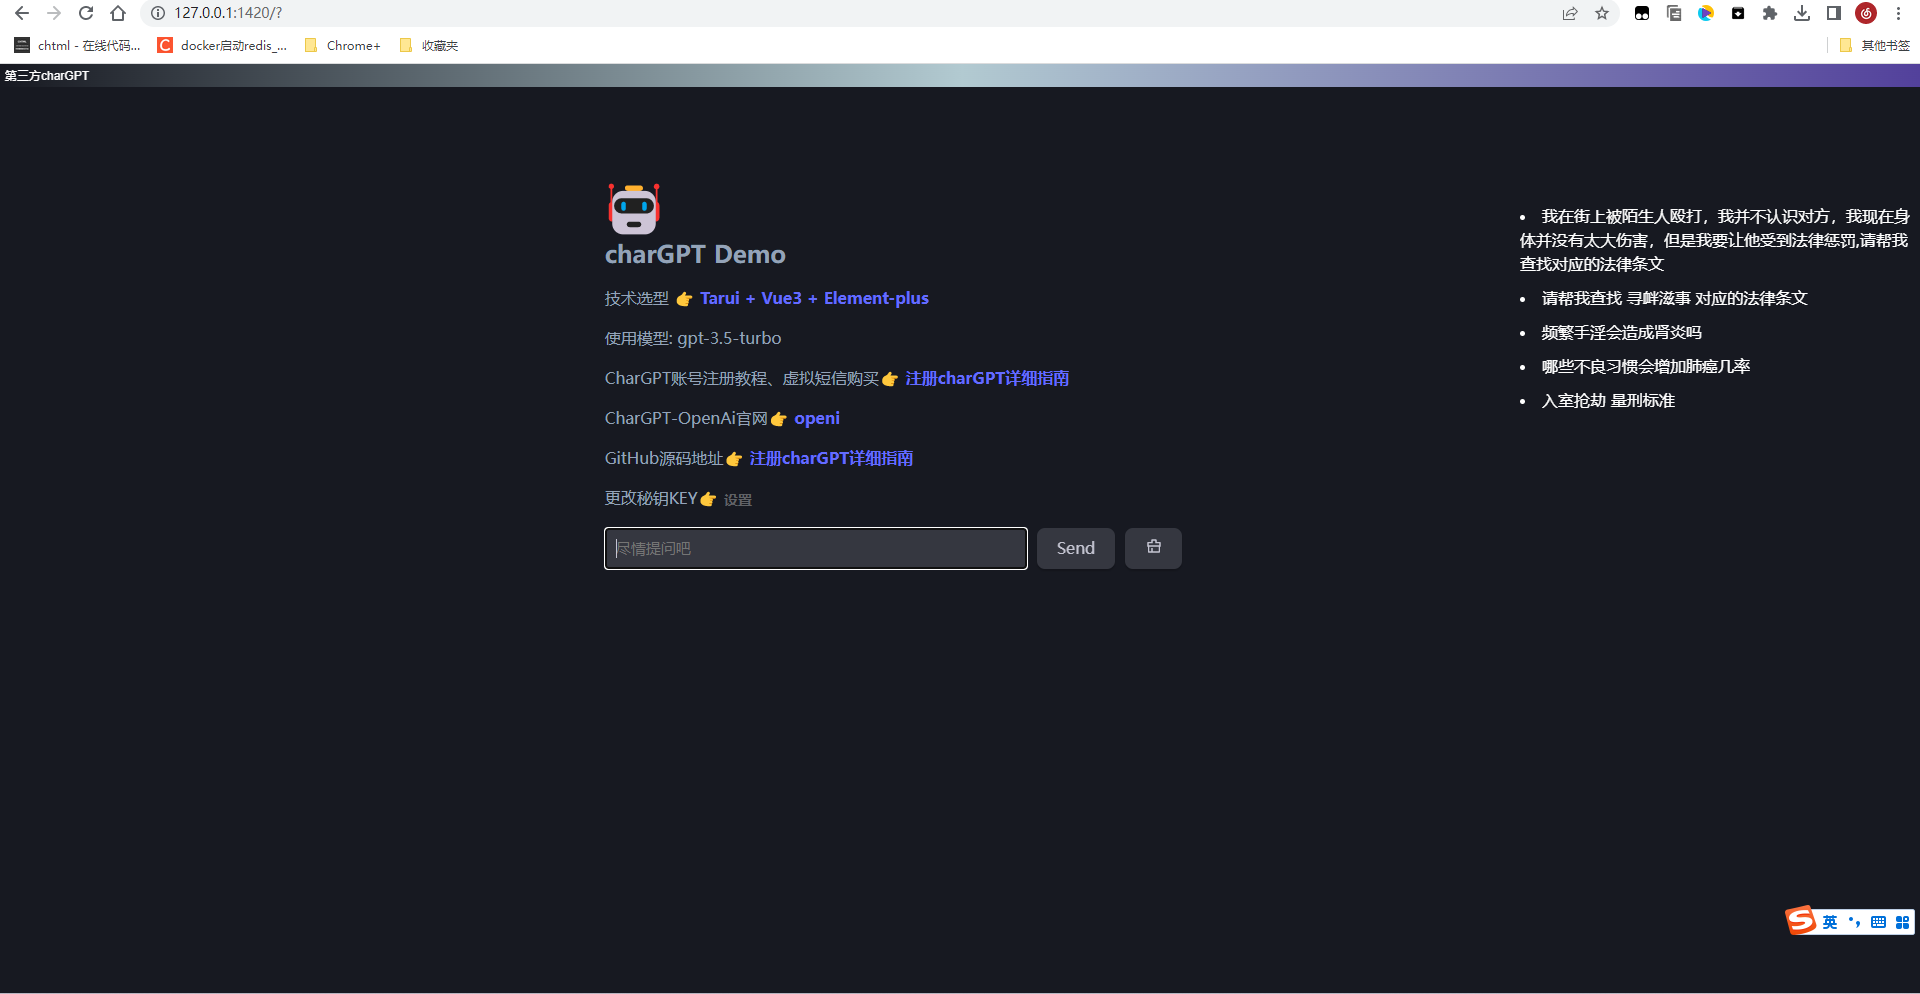 127.0.0.1:1420/?
chtml - 在线代码...
docker启动redis_...
Chrome+
收藏夹
其他书签
第三方charGPT
charGPT Demo
技术选型 👉 Tarui + Vue3 + Element-plus
使用模型: gpt-3.5-turbo
CharGPT账号注册教程、虚拟短信购买👉 注册charGPT详细指南
CharGPT-OpenAi官网👉 openi
GitHub源码地址👉 注册charGPT详细指南
更改秘钥KEY👉 设置
尽情提问吧
Send
• 我在街上被陌生人殴打，我并不认识对方，我现在身
体并没有太大伤害，但是我要让他受到法律惩罚,请帮我
查找对应的法律条文
• 请帮我查找 寻衅滋事 对应的法律条文
• 频繁手淫会造成肾炎吗
• 哪些不良习惯会增加肺癌几率
• 入室抢劫 量刑标准
英